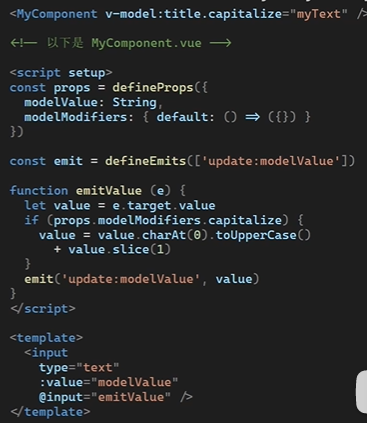 <MyComponent v-model:title.capitalize="myText" />
<!-- 以下是 MyComponent.vue -->
<script setup>
const props = defineProps({
  modelValue: String,
  modelModifiers: { default: () => ({}) }
})
const emit = defineEmits(['update:modelValue'])
function emitValue (e) {
  let value = e.target.value
  if (props.modelModifiers.capitalize) {
    value = value.charAt(0).toUpperCase()
      + value.slice(1)
  }
  emit('update:modelValue', value)
}
</script>
<template>
  <input
    type="text"
    :value="modelValue"
    @input="emitValue" />
</template>